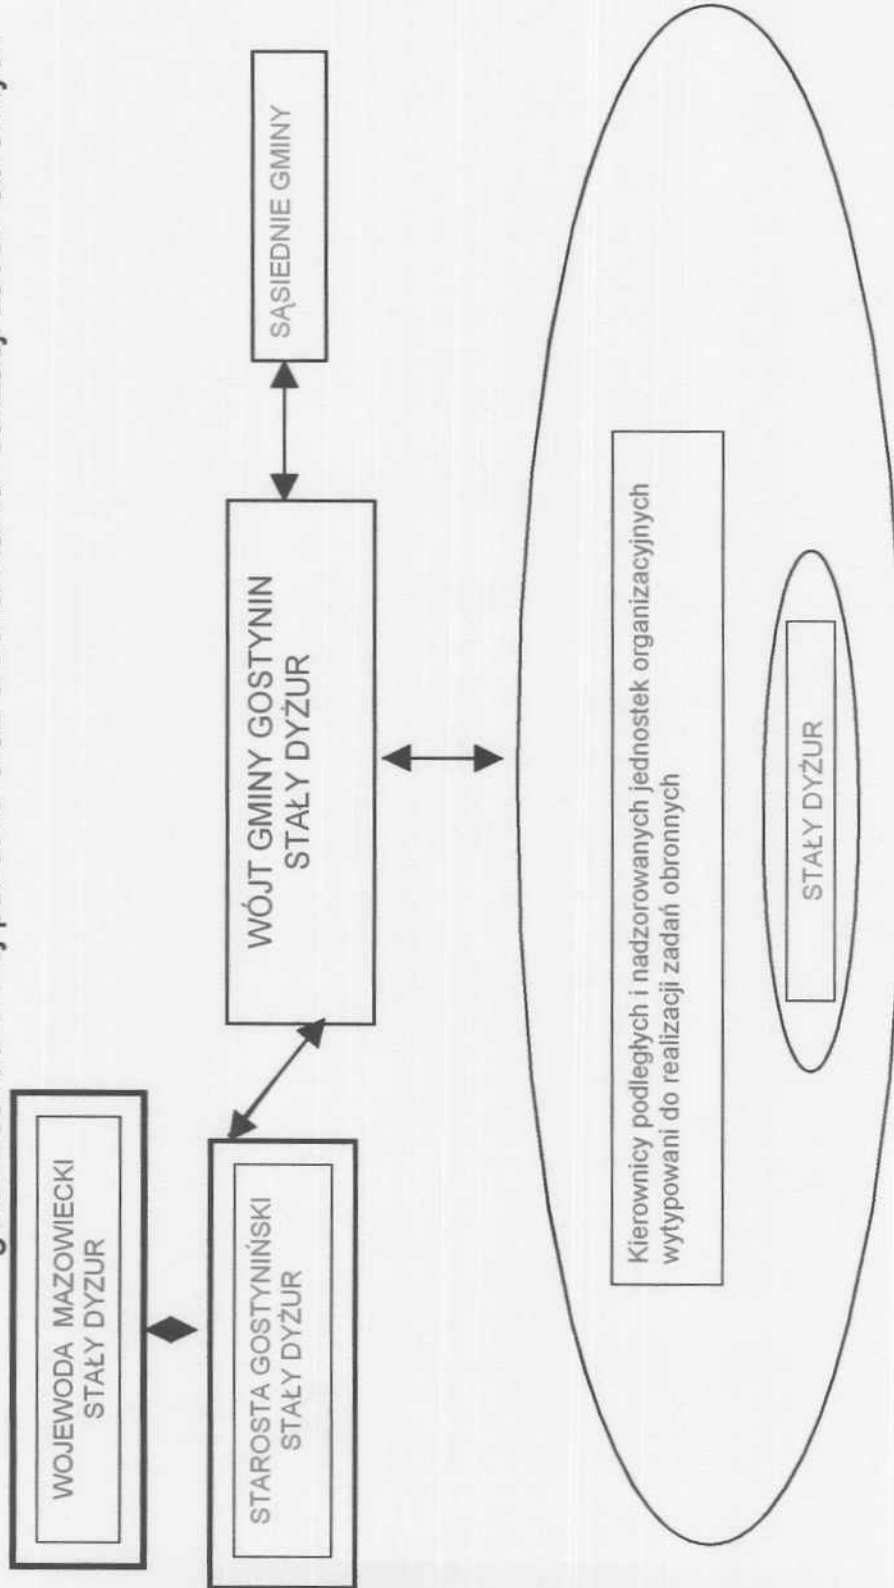 WOJEWODA MAZOWIECKI
STAŁY DYZUR
STAROSTA GOSTYNIŃSKI
STAŁY DYŻUR
WÓJT GMINY GOSTYNIN
STAŁY DYŻUR
SĄSIEDNIE GMINY
Kierownicy podległych i nadzorowanych jednostek organizacyjnych
wytypowani do realizacji zadań obronnych
STAŁY DYŻUR